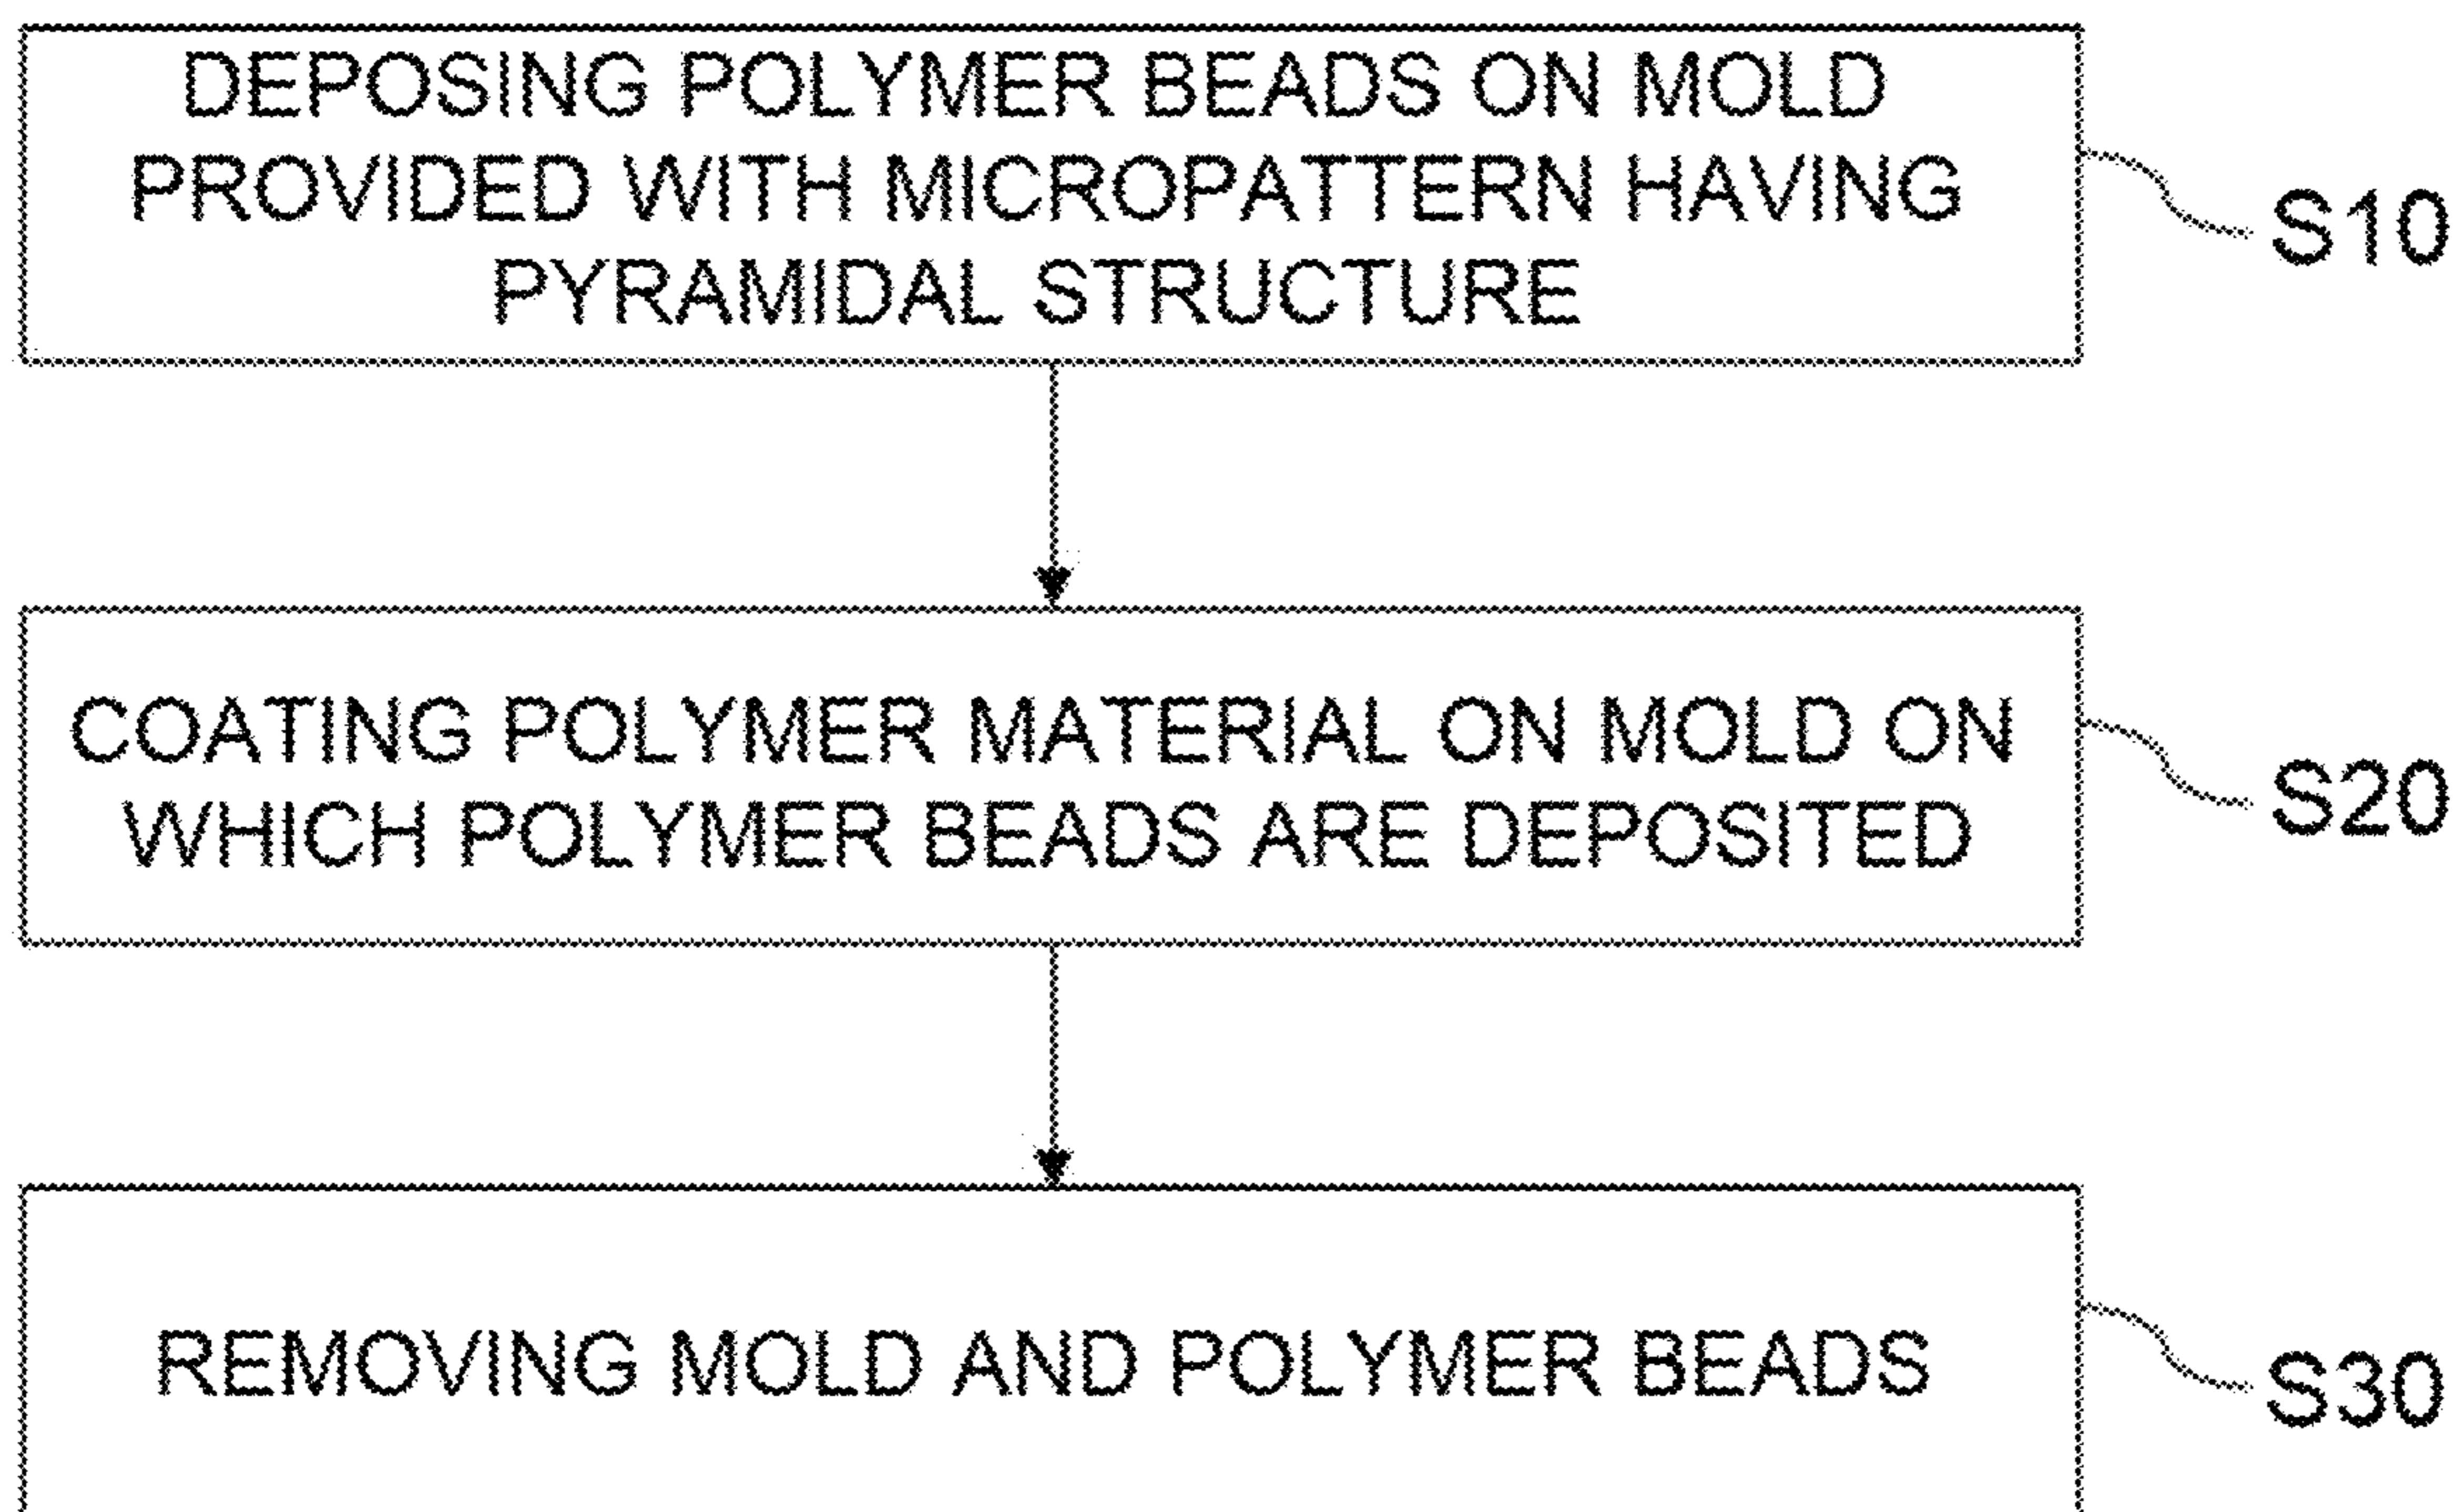 DEPOSING POLYMER BEADS ON MOLD
PROVIDED WITH MICROPATTERN HAVING
PYRAMIDAL STRUCTURE
S10
COATING POLYMER MATERIAL ON MOLD ON
WHICH POLYMER BEADS ARE DEPOSITED
S20
REMOVING MOLD AND POLYMER BEADS
S30